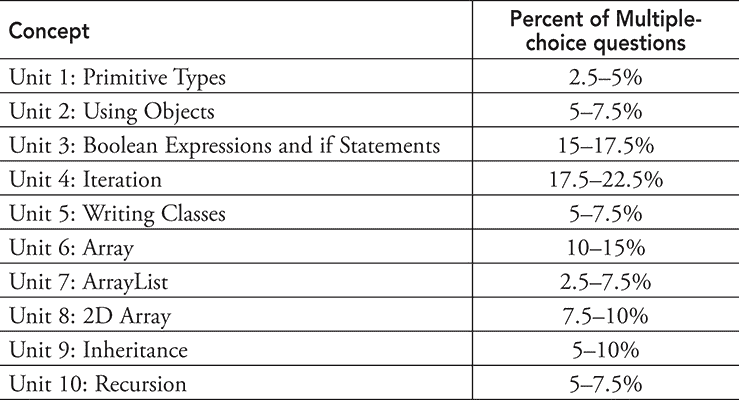 Concept
Percent of Multiple-
choice questions
Unit 1: Primitive Types 2.5–5%
Unit 2: Using Objects 5–7.5%
Unit 3: Boolean Expressions and if Statements 15–17.5%
Unit 4: Iteration 17.5–22.5%
Unit 5: Writing Classes 5–7.5%
Unit 6: Array 10–15%
Unit 7: ArrayList 2.5–7.5%
Unit 8: 2D Array 7.5–10%
Unit 9: Inheritance 5–10%
Unit 10: Recursion 5–7.5%